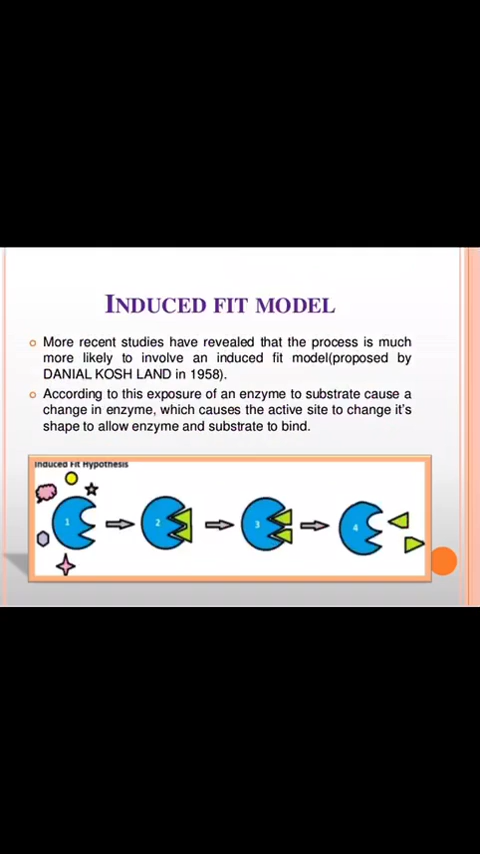 INDUCED FIT MODEL
More recent studies have revealed that the process is much
more likely to involve an induced fit model(proposed by
DANIAL KOSH LAND in 1958).
According to this exposure of an enzyme to substrate cause a
change in enzyme, which causes the active site to change it's
shape to allow enzyme and substrate to bind.
Induced Fit Hypothesis
1 2 3 4